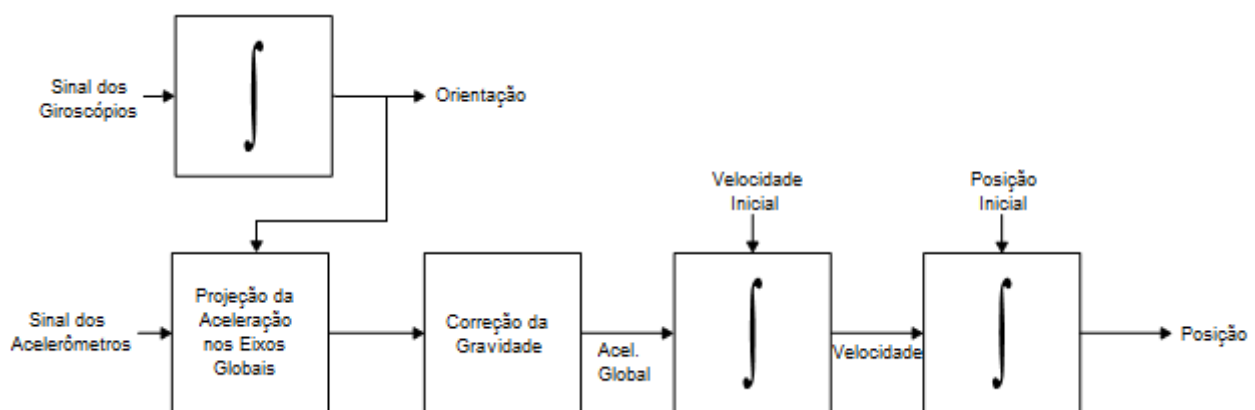 Sinal dos
Giroscópios
Orientação
Velocidade
Inicial
Posição
Inicial
Sinal dos
Acelerômetros
Projeção da
Aceleração
nos Eixos
Globais
Correção da
Gravidade
Acel.
Global
Velocidade
Posição